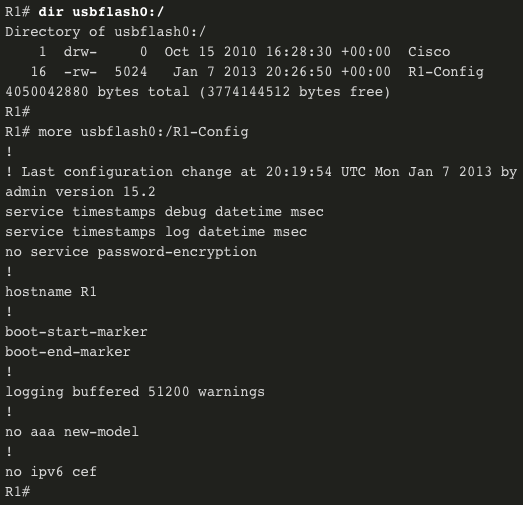 R1# dir usbflash0:/
Directory of usbflash0:/
1 drw- 0 Oct 15 2010 16:28:30 +00:00 Cisco
16 -rw- 5024 Jan 7 2013 20:26:50 +00:00 R1-Config
4050042880 bytes total (3774144512 bytes free)
R1#
R1# more usbflash0:/R1-Config
!
! Last configuration change at 20:19:54 UTC Mon Jan 7 2013 by
admin version 15.2
service timestamps debug datetime msec
service timestamps log datetime msec
no service password-encryption
!
hostname R1
!
boot-start-marker
boot-end-marker
!
logging buffered 51200 warnings
!
no aaa new-model
!
no ipv6 cef
R1#